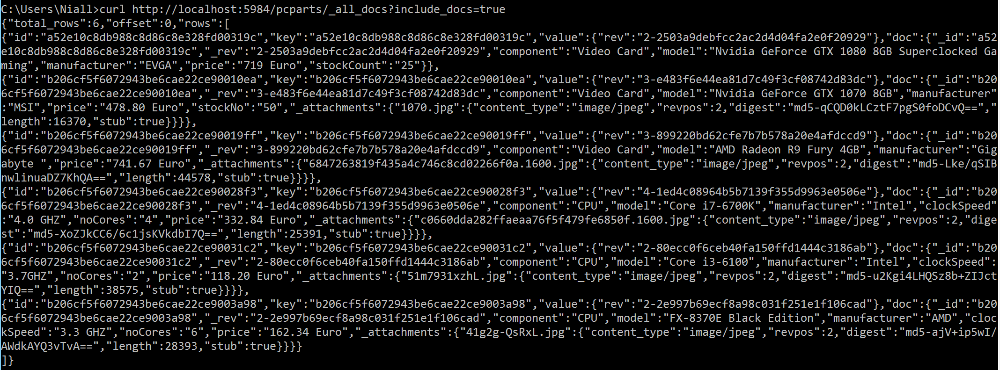 C:\Users\Niall>curl http://localhost:5984/pcparts/_all_docs?include_docs=true
{"total_rows":6,"offset":0,"rows":[
{"id":"a52e10c8db988c8d86c8e328fd00319c","key":"a52e10c8db988c8d86c8e328fd00319c","value":{"rev":"2-2503a9debfcc2ac2d4d04fa2e0f20929"},"doc":{"_id":"a52
e10c8db988c8d86c8e328fd00319c","_rev":"2-2503a9debfcc2ac2d4d04fa2e0f20929","component":"Video Card","model":"Nvidia GeForce GTX 1080 8GB Superclocked Ga
ming","manufacturer":"EVGA","price":"719 Euro","stockCount":"25"}},
{"id":"b206cf5f6072943be6cae22ce90010ea","key":"b206cf5f6072943be6cae22ce90010ea","value":{"rev":"3-e483f6e44ea81d7c49f3cf08742d83dc"},"doc":{"_id":"b20
6cf5f6072943be6cae22ce90010ea","_rev":"3-e483f6e44ea81d7c49f3cf08742d83dc","component":"Video Card","model":"Nvidia GeForce GTX 1070 8GB","manufacturer"
:"MSI","price":"478.80 Euro","stockNo":"50","_attachments":{"1070.jpg":{"content_type":"image/jpeg","revpos":2,"digest":"md5-qCQD0kLCztF7pgS0foDCvQ==","
length":16370,"stub":true}}}},
{"id":"b206cf5f6072943be6cae22ce90019ff","key":"b206cf5f6072943be6cae22ce90019ff","value":{"rev":"3-899220bd62cfe7b7b578a20e4afdccd9"},"doc":{"_id":"b20
6cf5f6072943be6cae22ce90019ff","_rev":"3-899220bd62cfe7b7b578a20e4afdccd9","component":"Video Card","model":"AMD Radeon R9 Fury 4GB","manufacturer":"Gig
abyte ","price":"741.67 Euro","_attachments":{"6847263819f435a4c746c8cd02266f0a.1600.jpg":{"content_type":"image/jpeg","revpos":2,"digest":"md5-Lke/qSIB
nwlinuaDZ7KhQA==","length":44578,"stub":true}}}},
{"id":"b206cf5f6072943be6cae22ce90028f3","key":"b206cf5f6072943be6cae22ce90028f3","value":{"rev":"4-1ed4c08964b5b7139f355d9963e0506e"},"doc":{"_id":"b20
6cf5f6072943be6cae22ce90028f3","_rev":"4-1ed4c08964b5b7139f355d9963e0506e","component":"CPU","model":"Core i7-6700K","manufacturer":"Intel","clockSpeed"
:"4.0 GHZ","noCores":"4","price":"332.84 Euro","_attachments":{"c0660dda282ffaeaa76f5f479fe6850f.1600.jpg":{"content_type":"image/jpeg","revpos":2,"dige
st":"md5-XoZJkCC6/6c1jsKVkdbI7Q==","length":25391,"stub":true}}}},
{"id":"b206cf5f6072943be6cae22ce90031c2","key":"b206cf5f6072943be6cae22ce90031c2","value":{"rev":"2-80ecc0f6ceb40fa150ffd1444c3186ab"},"doc":{"_id":"b20
6cf5f6072943be6cae22ce90031c2","_rev":"2-80ecc0f6ceb40fa150ffd1444c3186ab","component":"CPU","model":"Core i3-6100","manufacturer":"Intel","clockSpeed":
"3.7GHZ","noCores":"2","price":"118.20 Euro","_attachments":{"51m7931xzhL.jpg":{"content_type":"image/jpeg","revpos":2,"digest":"md5-u2Kgi4LHQSz8b+ZIJct
YIQ==","length":38575,"stub":true}}}},
{"id":"b206cf5f6072943be6cae22ce9003a98","key":"b206cf5f6072943be6cae22ce9003a98","value":{"rev":"2-2e997b69ecf8a98c031f251e1f106cad"},"doc":{"_id":"b20
6cf5f6072943be6cae22ce9003a98","_rev":"2-2e997b69ecf8a98c031f251e1f106cad","component":"CPU","model":"FX-8370E Black Edition","manufacturer":"AMD","cloc
kSpeed":"3.3 GHZ","noCores":"6","price":"162.34 Euro","_attachments":{"41g2g-QsRxL.jpg":{"content_type":"image/jpeg","revpos":2,"digest":"md5-ajV+ip5wI/
AWdkAYQ3vTvA==","length":28393,"stub":true}}}}
]}